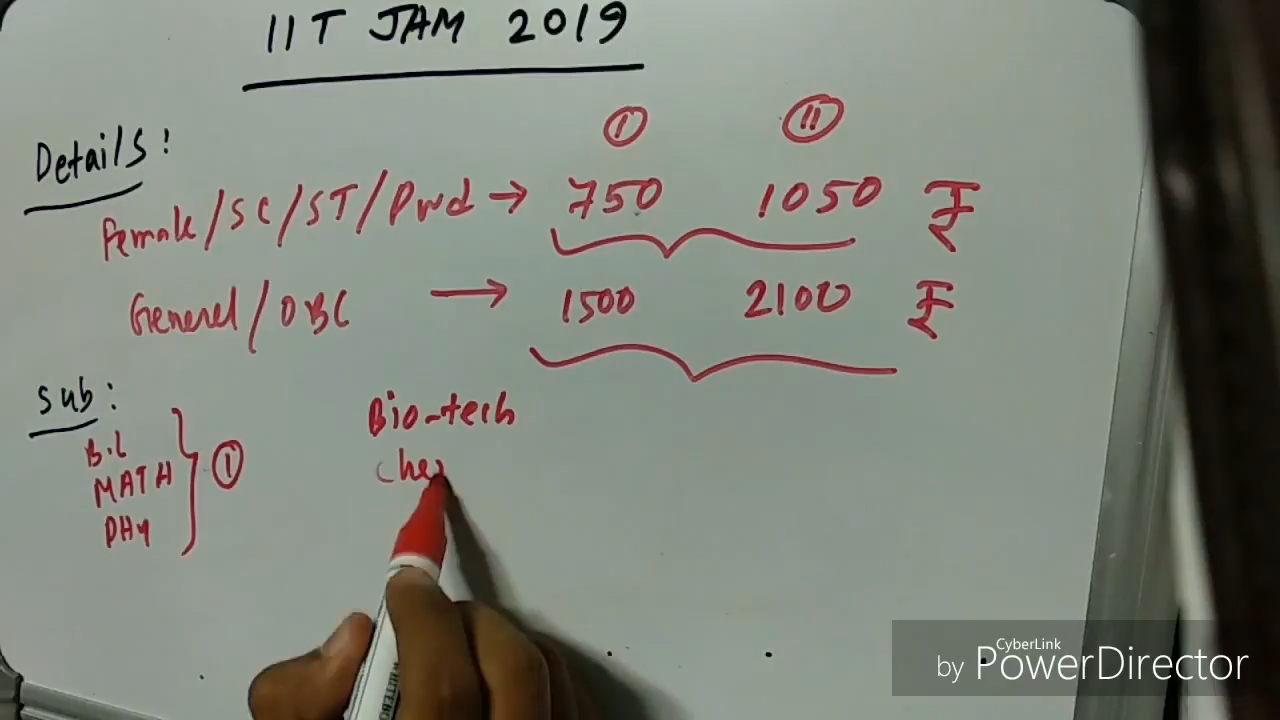 IIT JAM 2019
Details:
I II
Female/SC/ST/Pwd → 750 1050 ₹
General/OBC → 1500 2100 ₹
Sub:
B.L
MATH
PHY
I
Bio-tech
Che
CyberLink
by PowerDirector